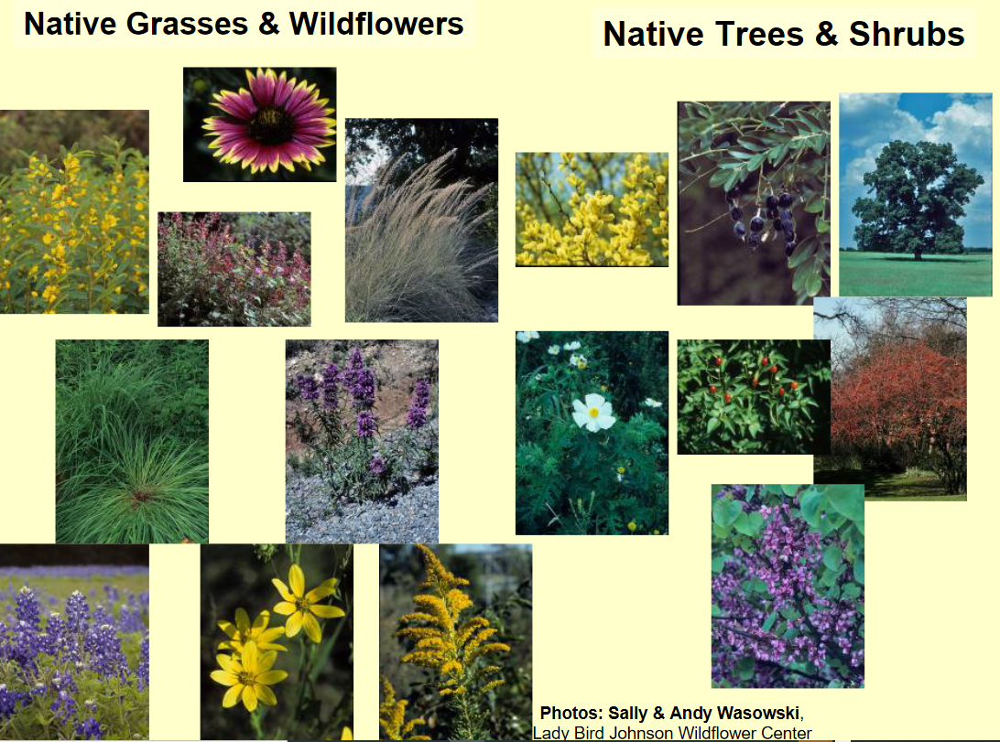 Native Grasses & Wildflowers
Native Trees & Shrubs
Photos: Sally & Andy Wasowski,
Lady Bird Johnson Wildflower Center